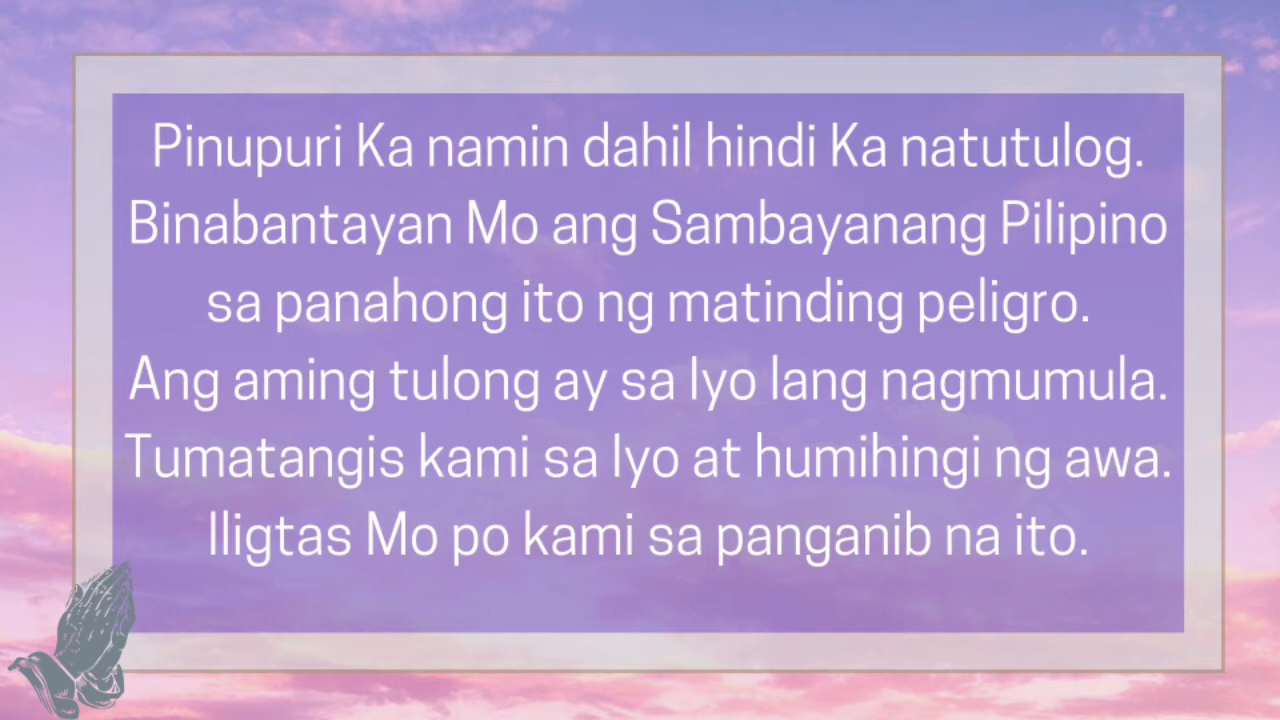 Pinupuri Ka namin dahil hindi Ka natutulog.
Binabantayan Mo ang Sambayanang Pilipino
sa panahong ito ng matinding peligro.
Ang aming tulong ay sa Iyo lang nagmumula.
Tumatangis kami sa Iyo at humihingi ng awa.
Iligtas Mo po kami sa panganib na ito.